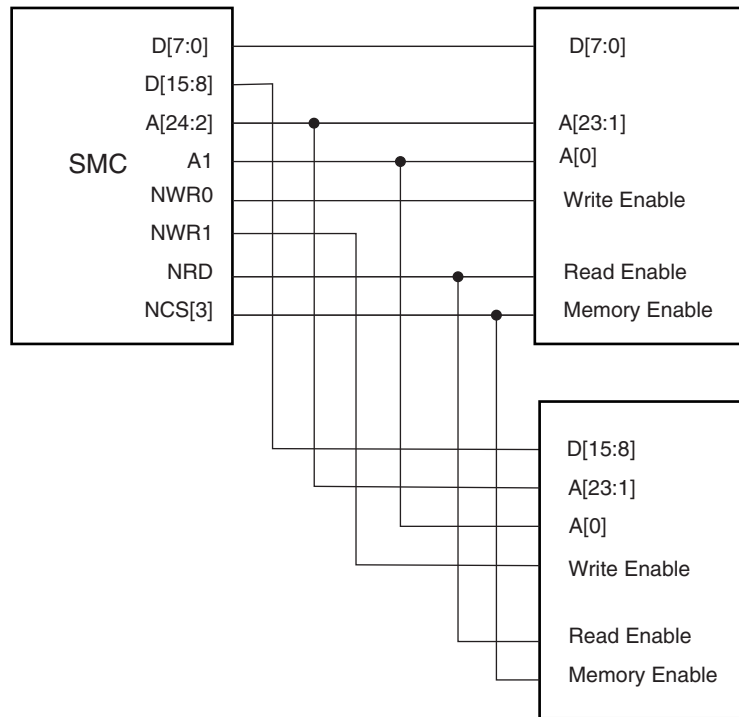 D[7:0]
D[15:8]
A[24:2]
SMC
A1
NWR0
NWR1
NRD
NCS[3]
D[7:0]
A[23:1]
A[0]
Write Enable
Read Enable
Memory Enable
D[15:8]
A[23:1]
A[0]
Write Enable
Read Enable
Memory Enable